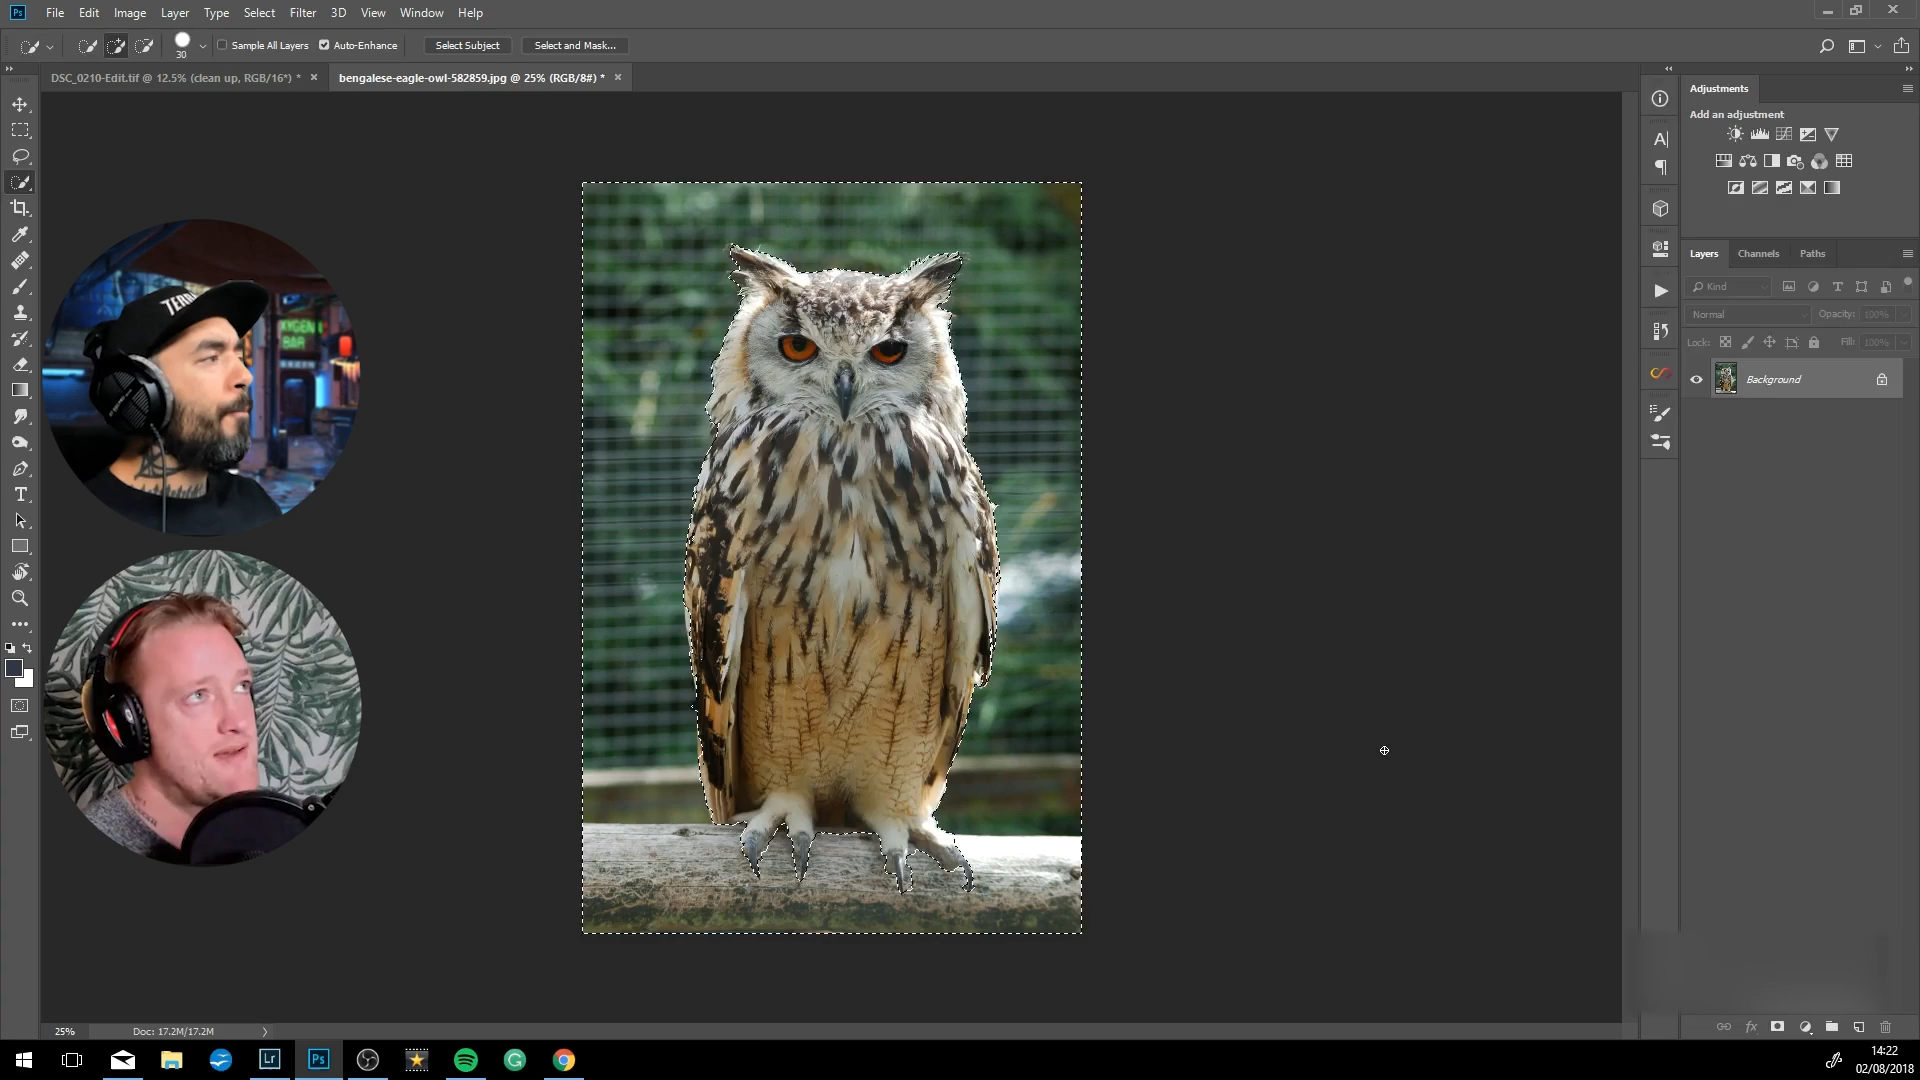 Ps File Edit Image Layer Type Select Filter 3D View Window Help
30 Sample All Layers Auto-Enhance Select Subject Select and Mask...
DSC_0210-Edit.tif @ 12.5% (clean up, RGB/16*) * × bengalese-eagle-owl-582859.jpg @ 25% (RGB/8#) * ×
Adjustments
Add an adjustment
Layers Channels Paths
Kind
Normal Opacity: 100%
Lock: Fill: 100%
Background
BAR
25% Doc: 17.2M/17.2M
Lr Ps
14:22
02/08/2018